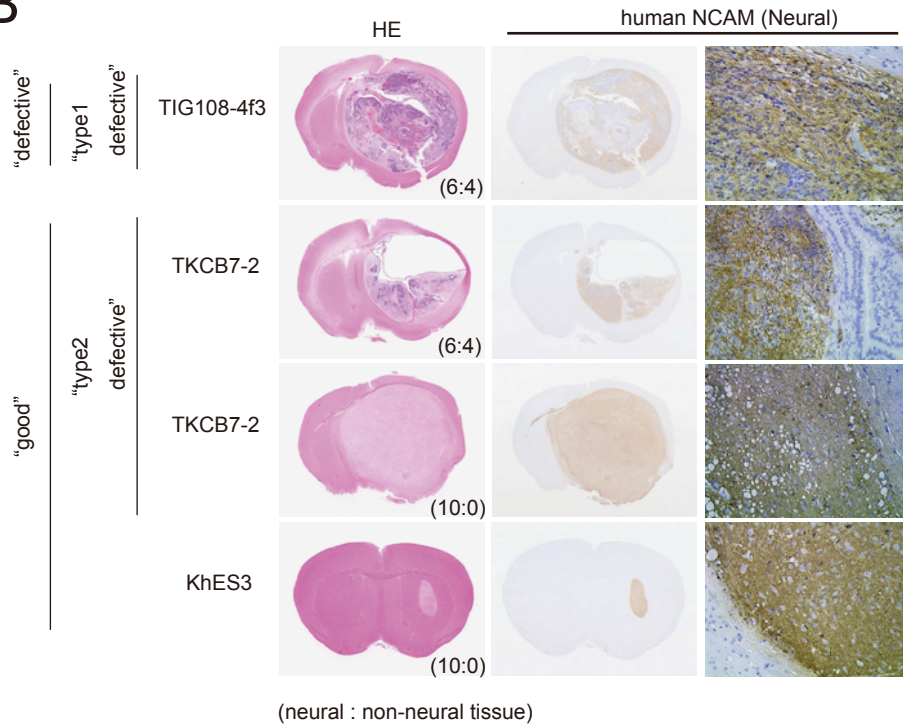 B
HE
human NCAM (Neural)
“defective”
“type1
defective”
TIG108-4f3
(6:4)
“good”
“type2
defective”
TKCB7-2
(6:4)
TKCB7-2
(10:0)
KhES3
(10:0)
(neural : non-neural tissue)